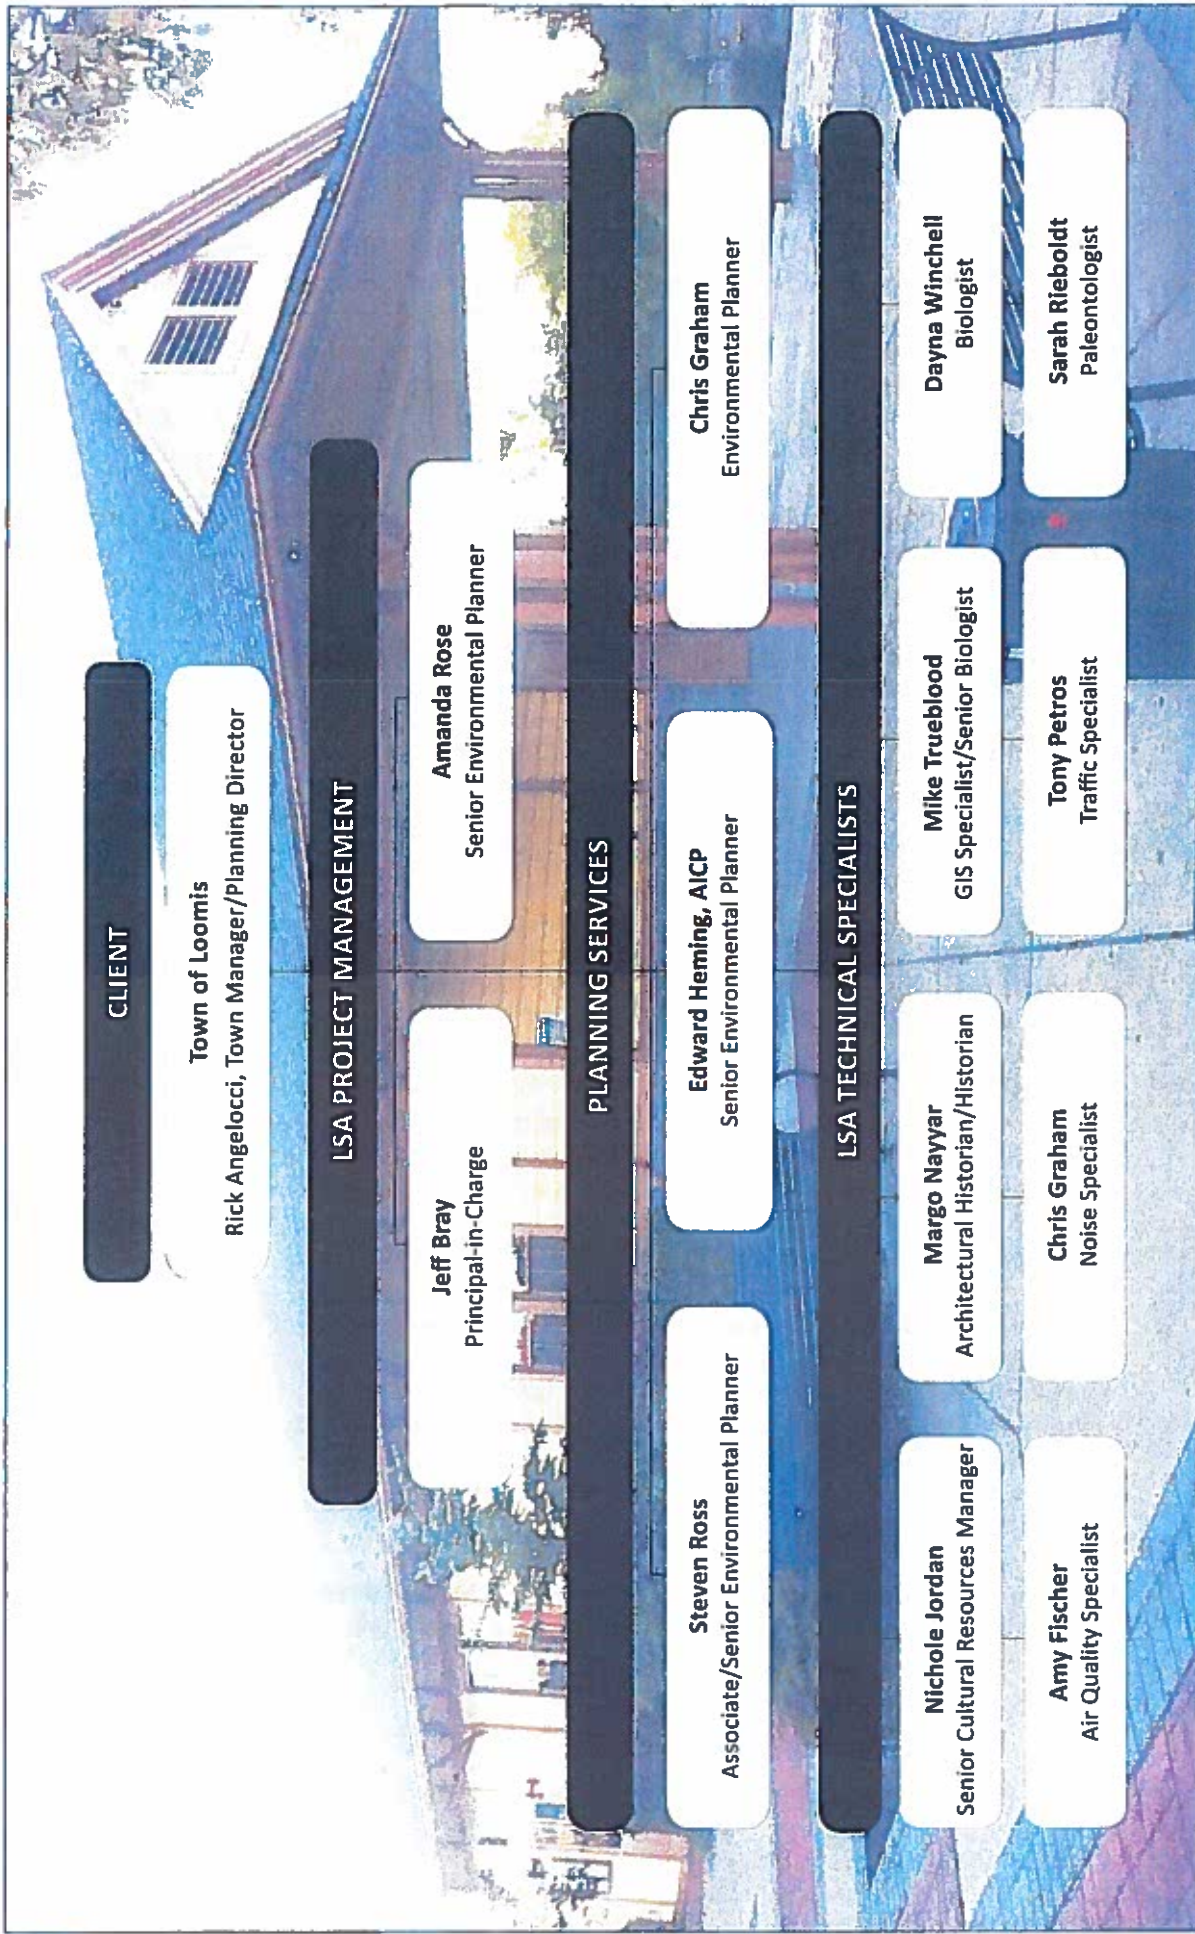 CLIENT
Town of Loomis
Rick Angelocci, Town Manager/Planning Director
LSA PROJECT MANAGEMENT
Jeff Bray
Principal-in-Charge
Amanda Rose
Senior Environmental Planner
PLANNING SERVICES
Steven Ross
Associate/Senior Environmental Planner
Edward Heming, AICP
Senior Environmental Planner
Chris Graham
Environmental Planner
LSA TECHNICAL SPECIALISTS
Nichole Jordan
Senior Cultural Resources Manager
Margo Nayyar
Architectural Historian/Historian
Mike Trueblood
GIS Specialist/Senior Biologist
Dayna Winchell
Biologist
Amy Fischer
Air Quality Specialist
Chris Graham
Noise Specialist
Tony Petros
Traffic Specialist
Sarah Rieboldt
Paleontologist